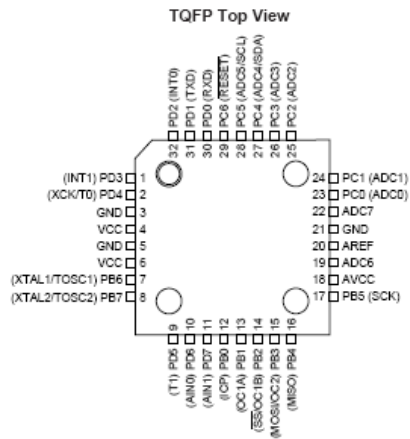 TQFP Top View
PD2 (INT0)
PD1 (TXD)
PD0 (RXD)
PC6 (RESET)
PC5 (ADC5/SCL)
PC4 (ADC4/SDA)
PC3 (ADC3)
PC2 (ADC2)
32
31
30
29
28
27
26
25
(INT1) PD3 1
(XCK/T0) PD4 2
GND 3
VCC 4
GND 5
VCC 6
(XTAL1/TOSC1) PB6 7
(XTAL2/TOSC2) PB7 8
24 PC1 (ADC1)
23 PC0 (ADC0)
22 ADC7
21 GND
20 AREF
19 ADC6
18 AVCC
17 PB5 (SCK)
9
10
11
12
13
14
15
16
(T1) PD5
(AIN0) PD6
(AIN1) PD7
(ICP) PB0
(OC1A) PB1
(SS/OC1B) PB2
(MOSI/OC2) PB3
(MISO) PB4